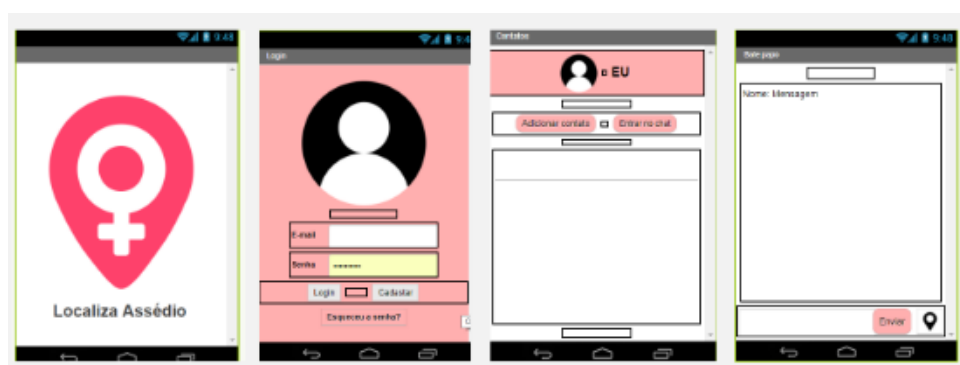 9:48
Localiza Assédio
9:4
Login
E-mail
Senha
Login
Cadastar
Esqueceu a senha?
Contatos
EU
Adicionar contato
Entrar no chat
9:48
Bate papo
Nome: Mensagem
Enviar